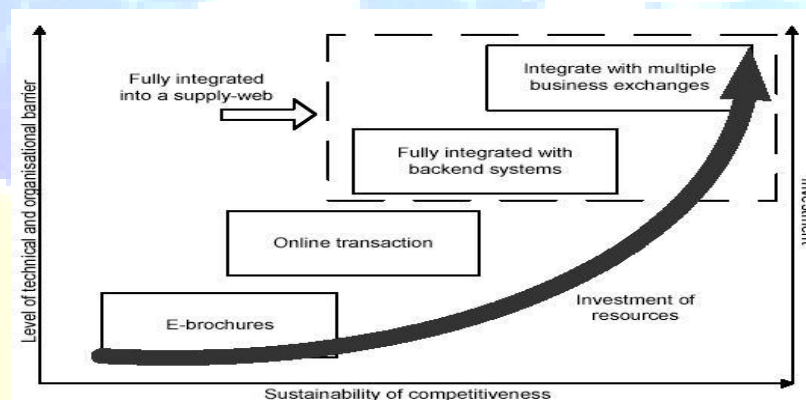 Integrate with multiple
business exchanges
Fully integrated
into a supply-web
Fully integrated with
backend systems
Online transaction
E-brochures
Investment of
resources
Level of technical and organisational barrier
Sustainability of competitiveness